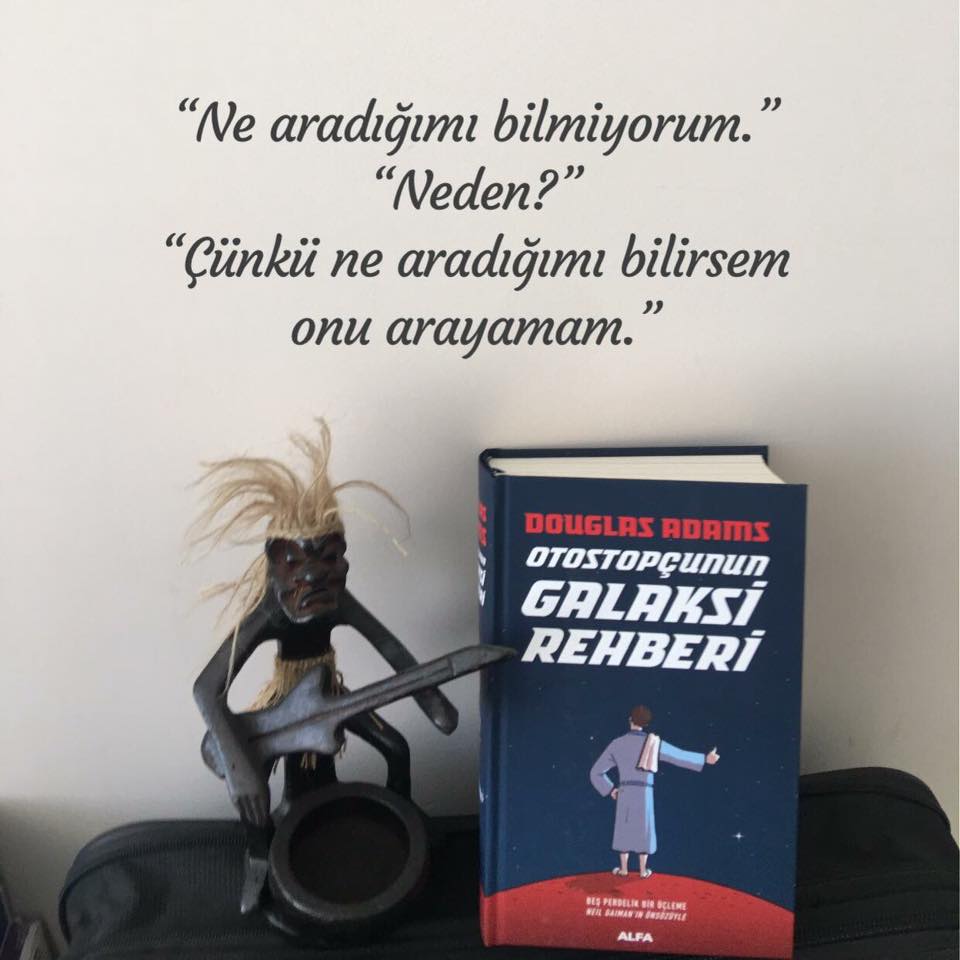 “Ne aradığımı bilmiyorum.”
“Neden?”
“Çünkü ne aradığımı bilirsem
onu arayamam.”
DOUGLAS ADAMS
OTOSTOPÇUNUN
GALAKSİ
REHBERİ
BEŞ PERDELİK BİR ÜÇLEME
NEIL GAIMAN'IN ÖNSÖZÜYLE
ALFA